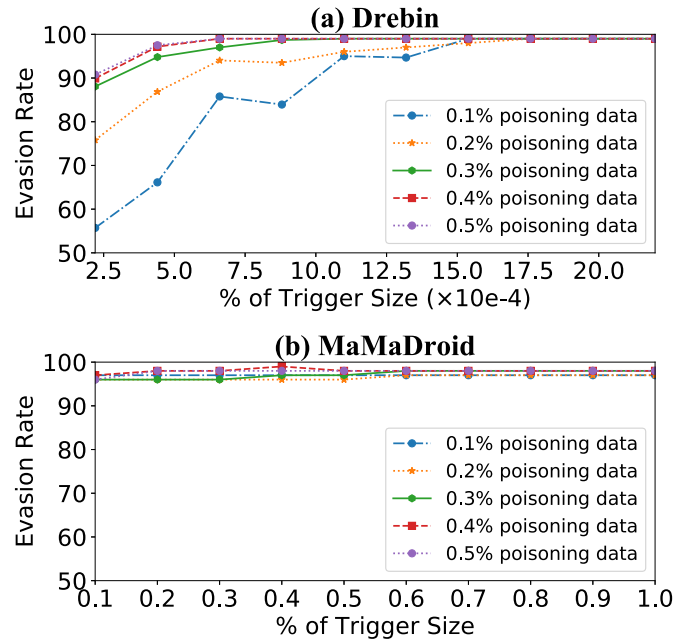 (a) Drebin
100
90
80
70
60
50
Evasion Rate
0.1% poisoning data
0.2% poisoning data
0.3% poisoning data
0.4% poisoning data
0.5% poisoning data
2.5 5.0 7.5 10.0 12.5 15.0 17.5 20.0
% of Trigger Size (×10e-4)
(b) MaMaDroid
100
90
80
70
60
50
Evasion Rate
0.1% poisoning data
0.2% poisoning data
0.3% poisoning data
0.4% poisoning data
0.5% poisoning data
0.1 0.2 0.3 0.4 0.5 0.6 0.7 0.8 0.9 1.0
% of Trigger Size